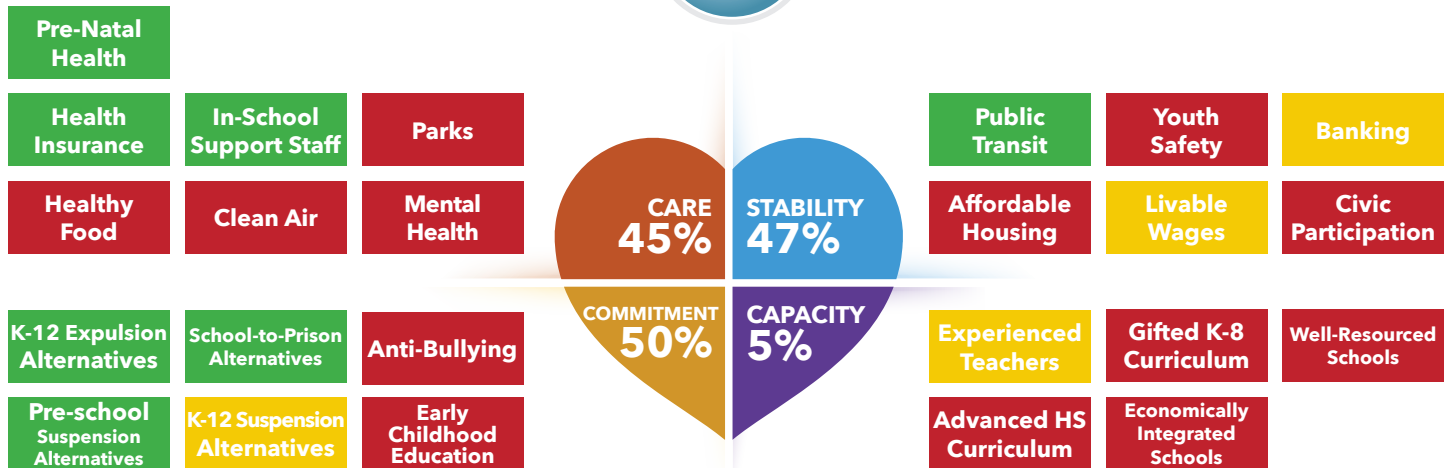 Pre-Natal
Health
Health
Insurance
In-School
Support Staff
Parks
Healthy
Food
Clean Air
Mental
Health
Public
Transit
Youth
Safety
Banking
Affordable
Housing
Livable
Wages
Civic
Participation
CARE
45%
STABILITY
47%
COMMITMENT
50%
CAPACITY
5%
K-12 Expulsion
Alternatives
School-to-Prison
Alternatives
Anti-Bullying
Pre-school
Suspension
Alternatives
K-12 Suspension
Alternatives
Early
Childhood
Education
Experienced
Teachers
Gifted K-8
Curriculum
Well-Resourced
Schools
Advanced HS
Curriculum
Economically
Integrated
Schools